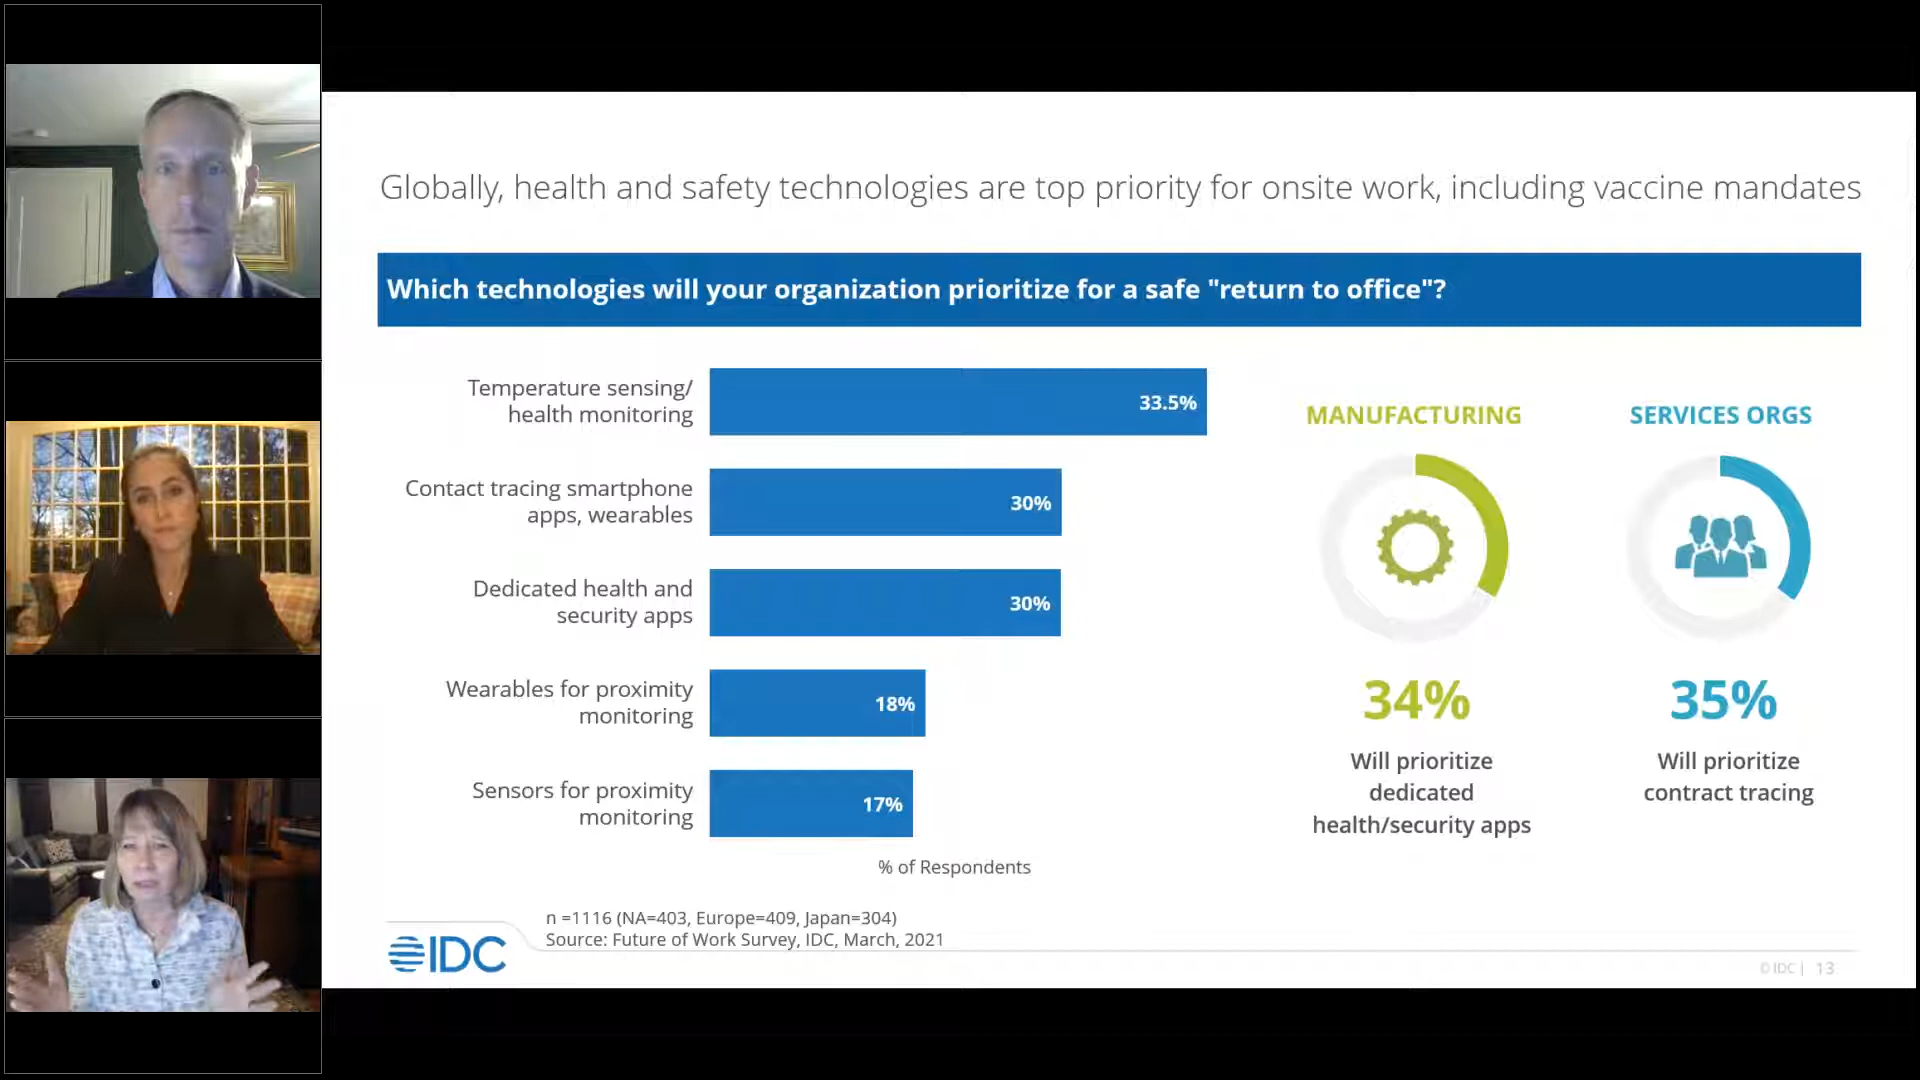 Globally, health and safety technologies are top priority for onsite work, including vaccine mandates
Which technologies will your organization prioritize for a safe "return to office"?
Temperature sensing/
health monitoring
33.5%
Contact tracing smartphone
apps, wearables
30%
Dedicated health and
security apps
30%
Wearables for proximity
monitoring
18%
Sensors for proximity
monitoring
17%
% of Respondents
MANUFACTURING
34%
Will prioritize
dedicated
health/security apps
SERVICES ORGS
35%
Will prioritize
contract tracing
n =1116 (NA=403, Europe=409, Japan=304)
Source: Future of Work Survey, IDC, March, 2021
IDC
© IDC | 13